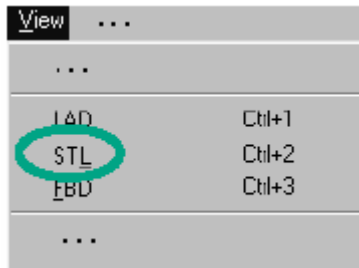 View ...
...
LAD Ctrl+1
STL Ctrl+2
FBD Ctrl+3
...